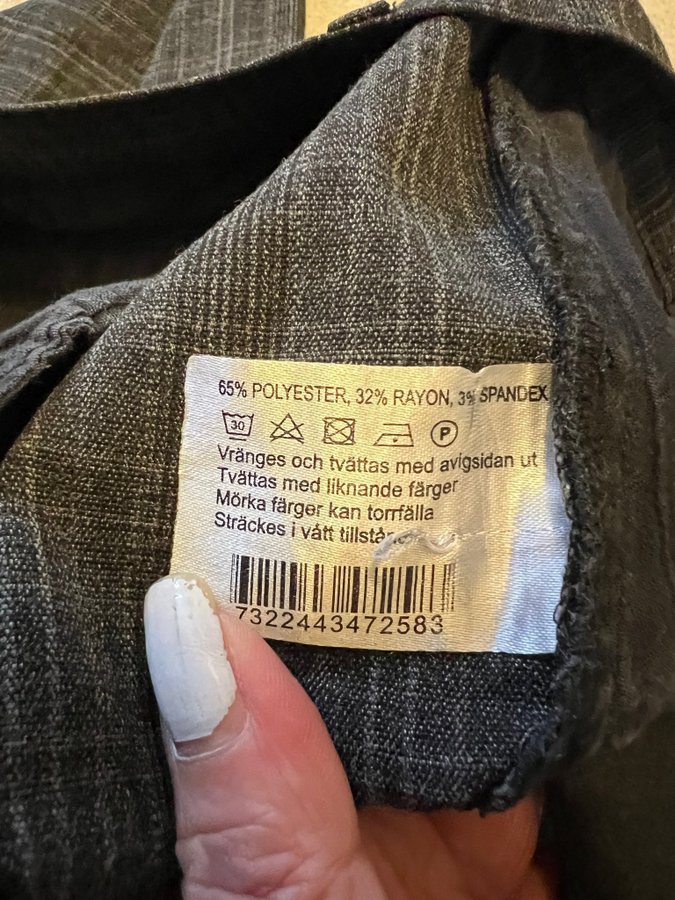 65% POLYESTER, 32% RAYON, 3% SPANDEX
30
P
Vränges och tvättas med avigsidan ut
Tvättas med liknande färger
Mörka färger kan torrfälla
Sträckes i vått
7322443472583